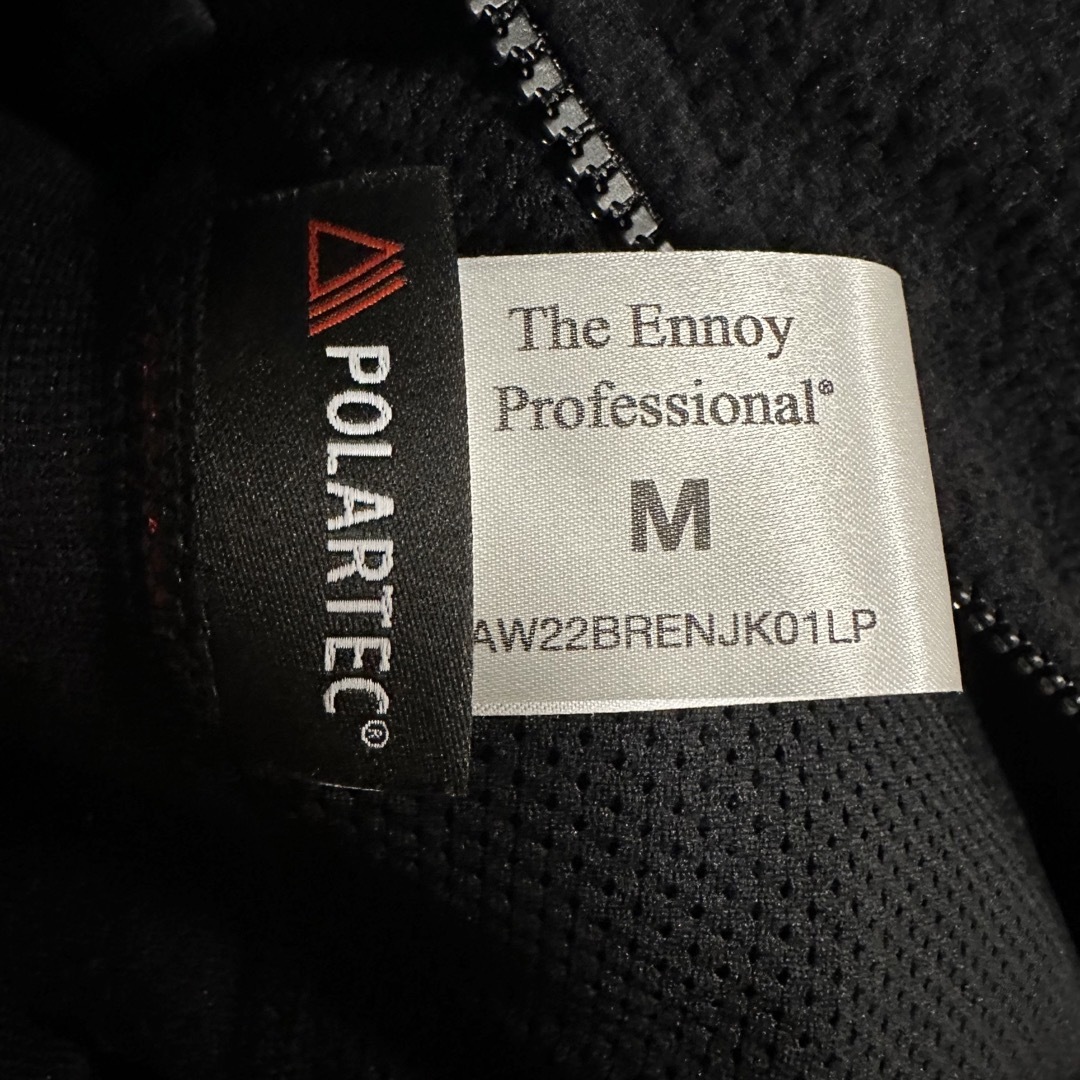 POLARTEC®
The Ennoy
Professional®
M
AW22BRENJK01LP